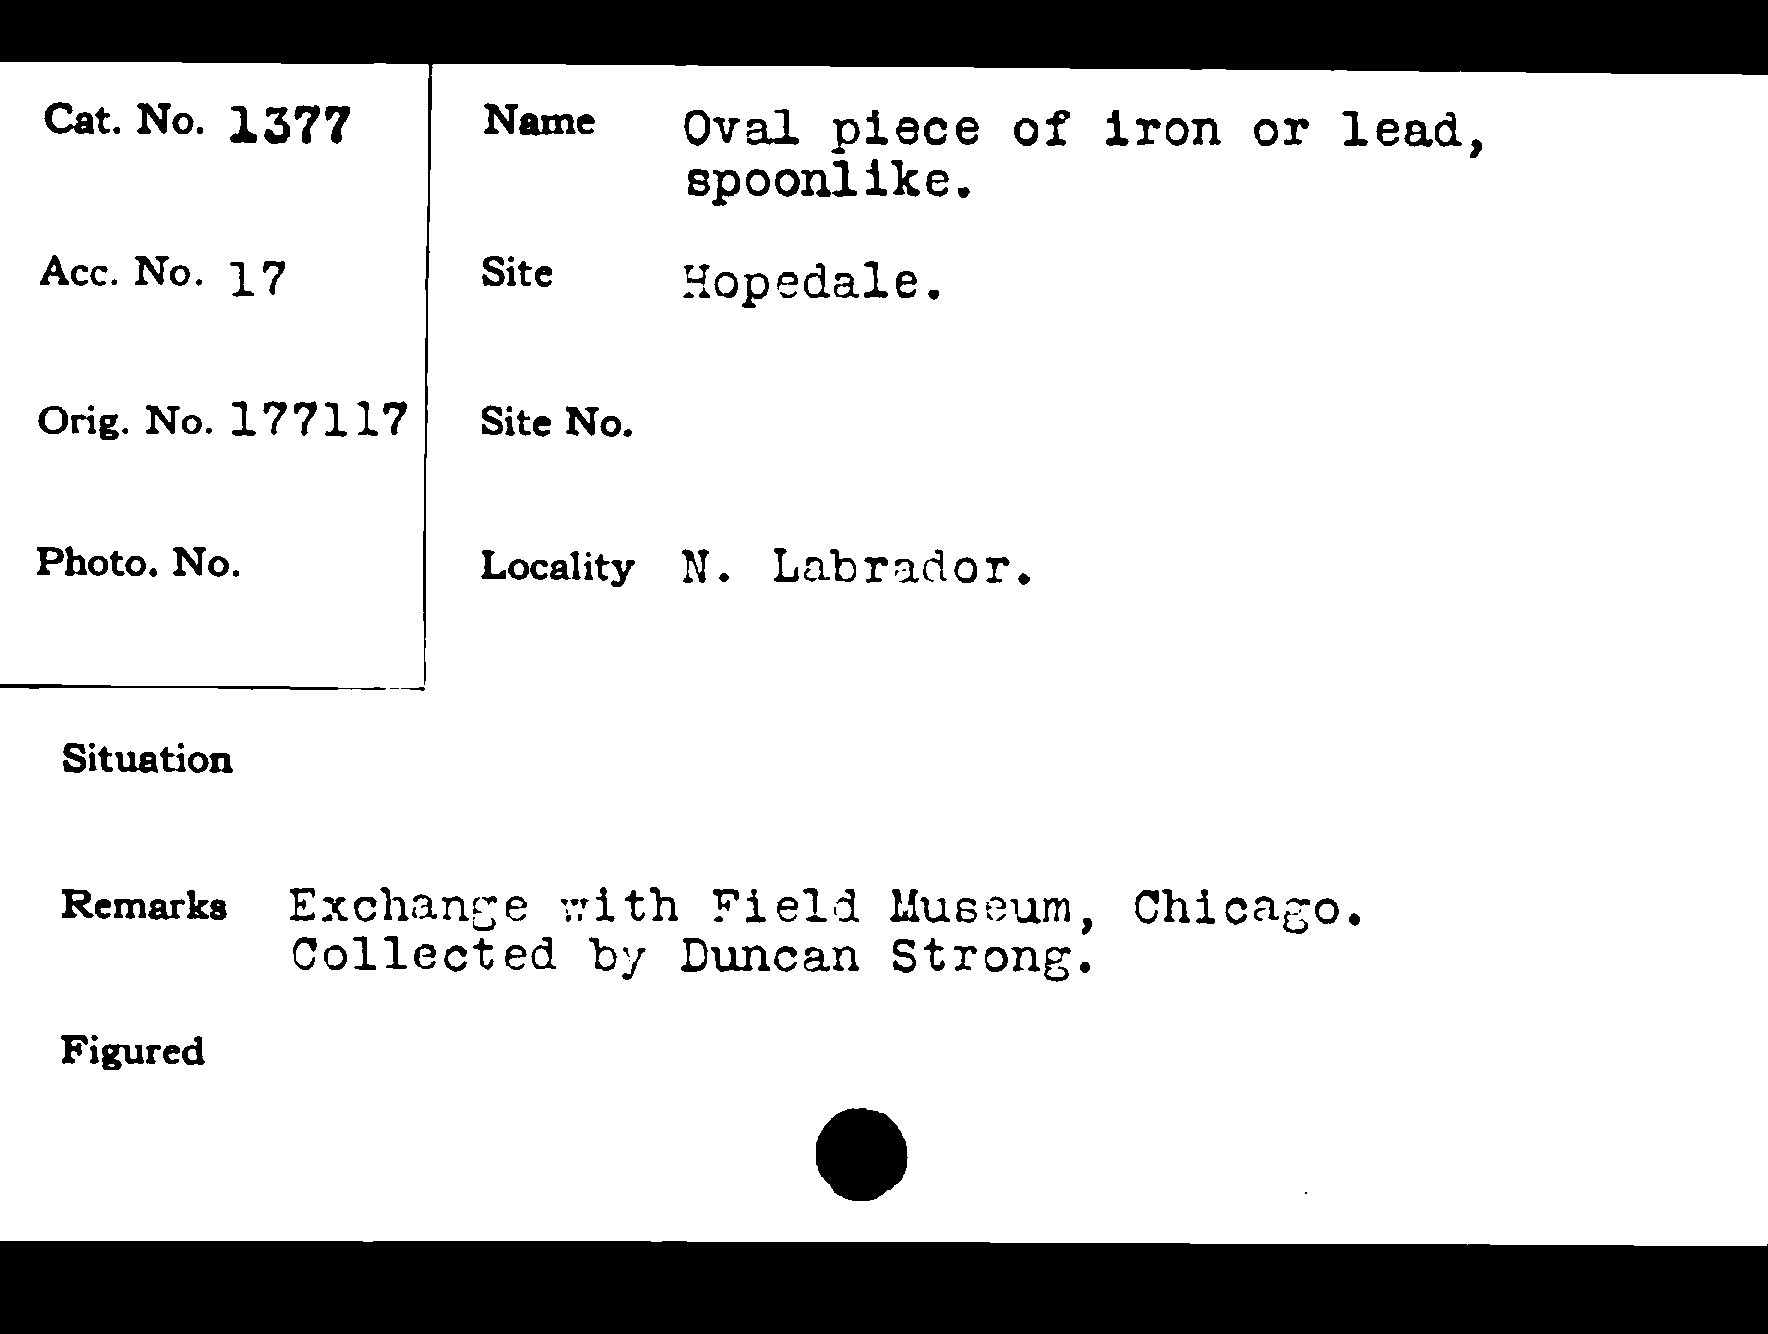 Cat. No. 1377
Name Oval piece of iron or lead,
spoonlike.
Acc. No. 17
Site Hopedale.
Orig. No. 177117
Site No.
Photo. No.
Locality N. Labrador.
Situation
Remarks Exchange with Field Museum, Chicago.
Collected by Duncan Strong.
Figured